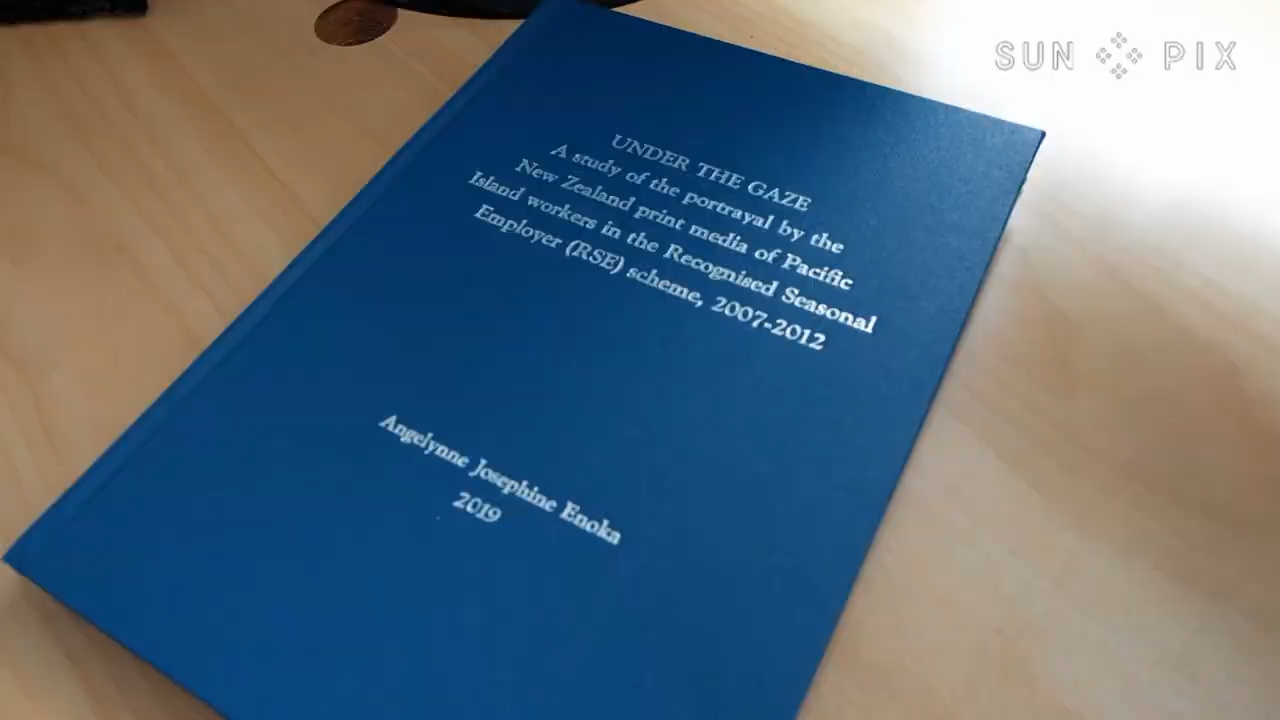 SUN PIX
UNDER THE GAZE
A study of the portrayal by the
New Zealand print media of Pacific
Island workers in the Recognised Seasonal
Employer (RSE) scheme, 2007-2012
Angelynne Josephine Enoka
2019